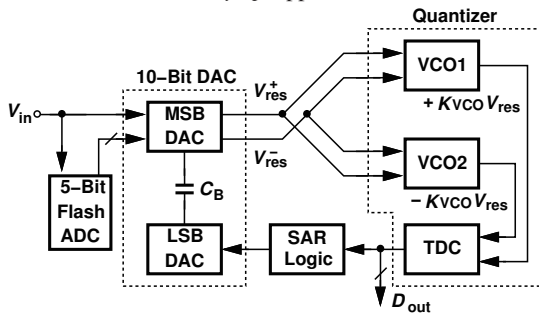 Quantizer
10−Bit DAC
VCO1
V+res
+ KVCO Vres
Vin
MSB
DAC
V−res
5−Bit
Flash
ADC
CB
VCO2
− KVCO Vres
LSB
DAC
SAR
Logic
TDC
Dout